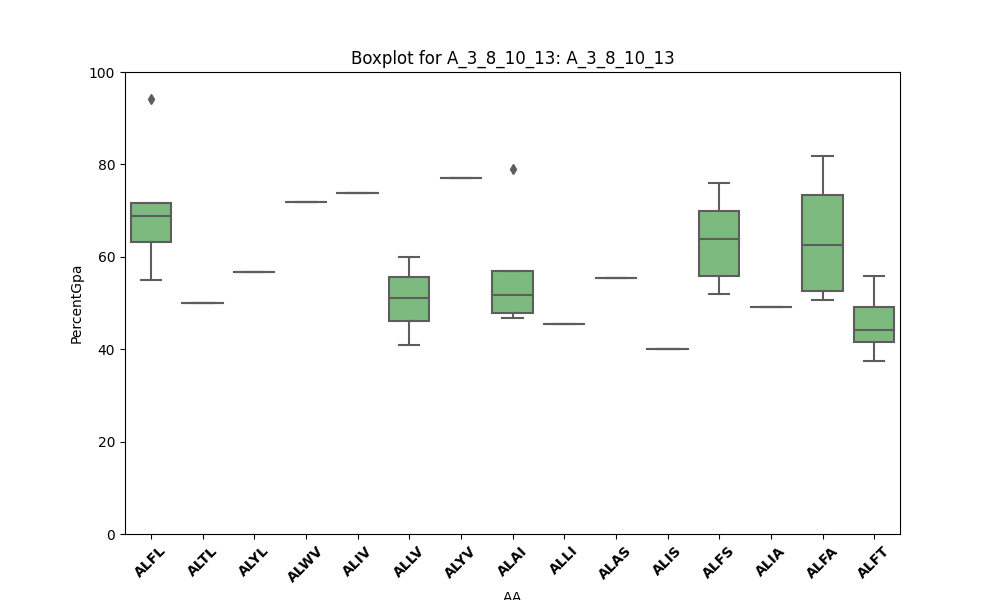 Boxplot for A_3_8_10_13: A_3_8_10_13
PercentGpa
100
80
60
40
20
0
ALFL ALTL ALYL ALWV ALIV ALLV ALYV ALAI ALLI ALAS ALIS ALFS ALIA ALFA ALFT
AA